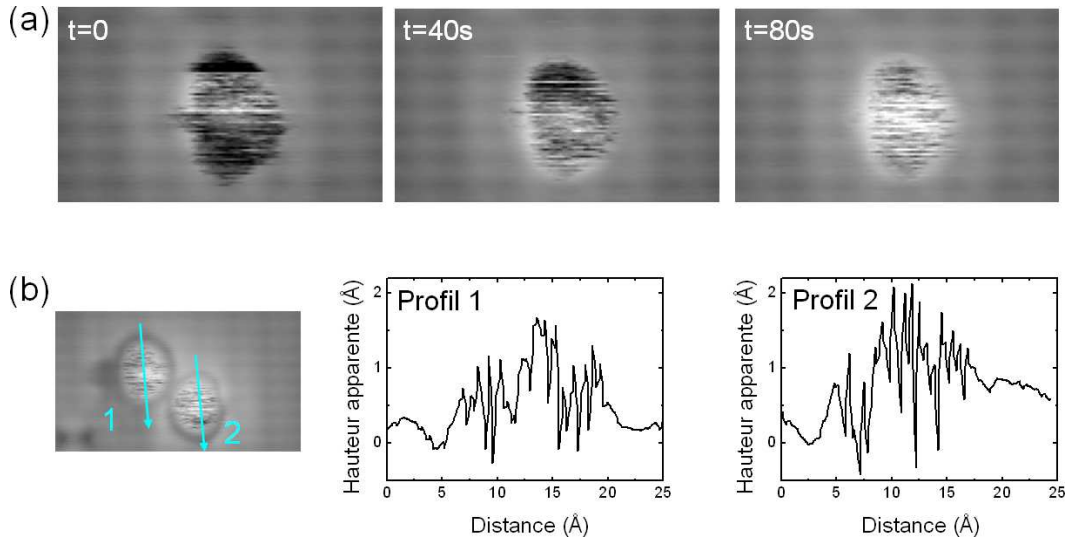 (a)
t=0
t=40s
t=80s
(b)
1
2
Profil 1
Hauteur apparente (Å)
2
1
0
0
5
10
15
20
25
Distance (Å)
Profil 2
Hauteur apparente (Å)
2
1
0
0
5
10
15
20
25
Distance (Å)